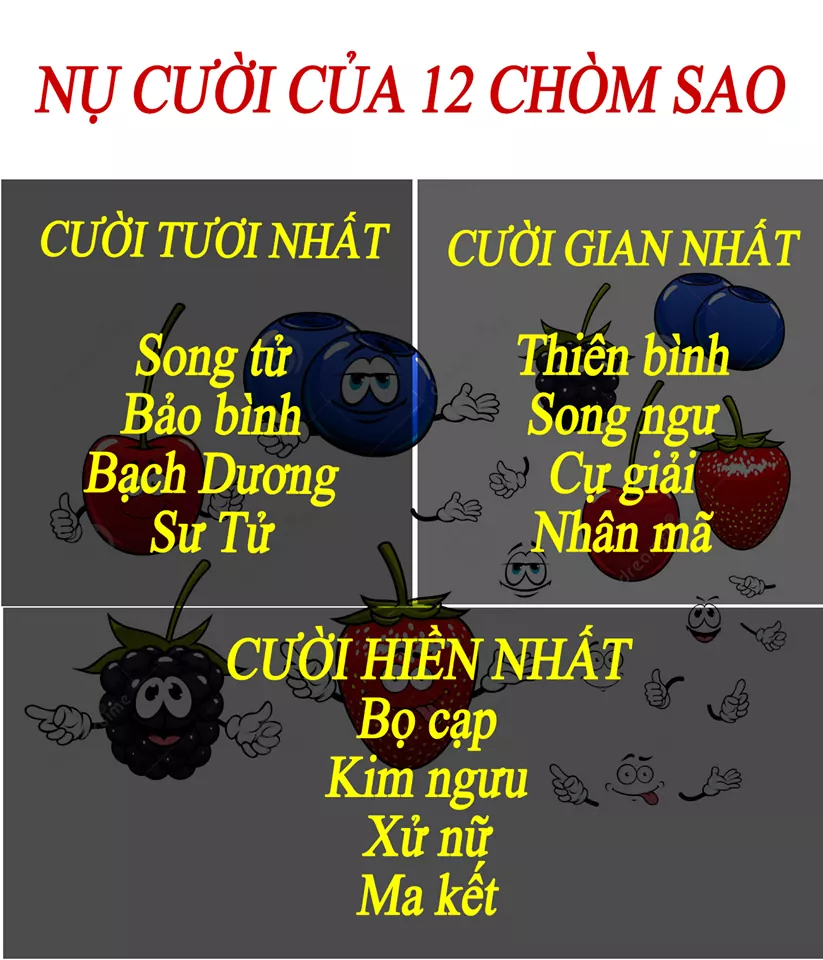 NỤ CƯỜI CỦA 12 CHÒM SAO
CƯỜI TƯƠI NHẤT
Song tử
Bảo bình
Bạch Dương
Sư Tử
CƯỜI GIAN NHẤT
Thiên bình
Song ngư
Cự giải
Nhân mã
CƯỜI HIỀN NHẤT
Bọ cạp
Kim ngưu
Xử nữ
Ma kết